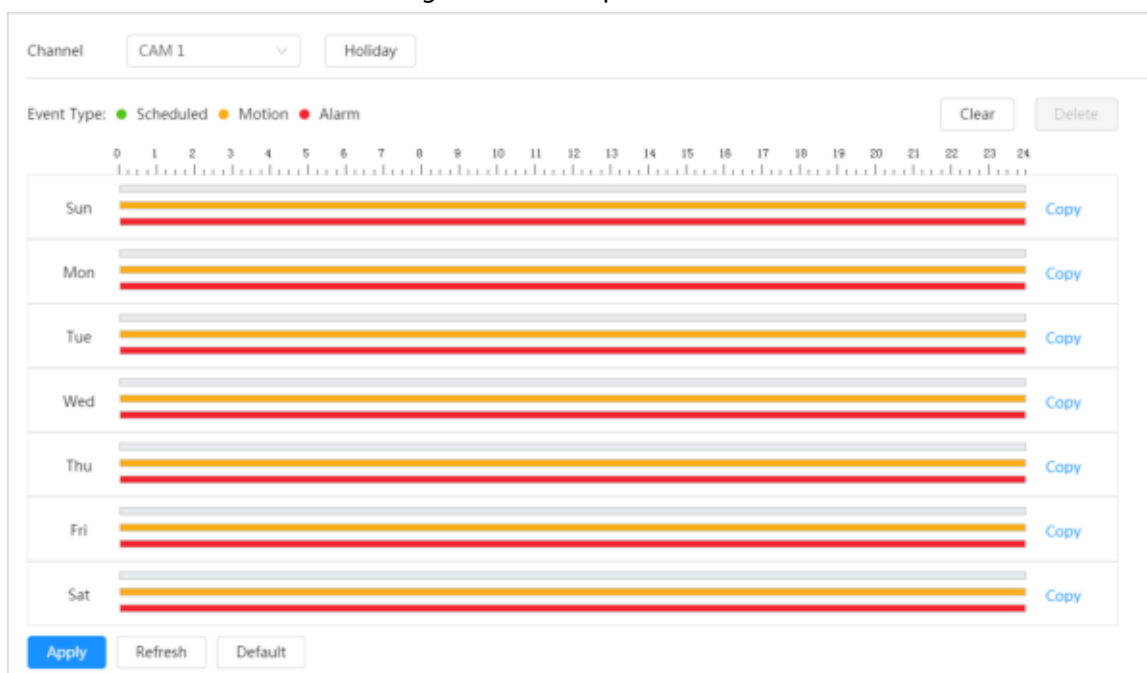 Channel CAM 1 Holiday
Event Type: Scheduled Motion Alarm Clear Delete
0 1 2 3 4 5 6 7 8 9 10 11 12 13 14 15 16 17 18 19 20 21 22 23 24
Sun Copy
Mon Copy
Tue Copy
Wed Copy
Thu Copy
Fri Copy
Sat Copy
Apply Refresh Default